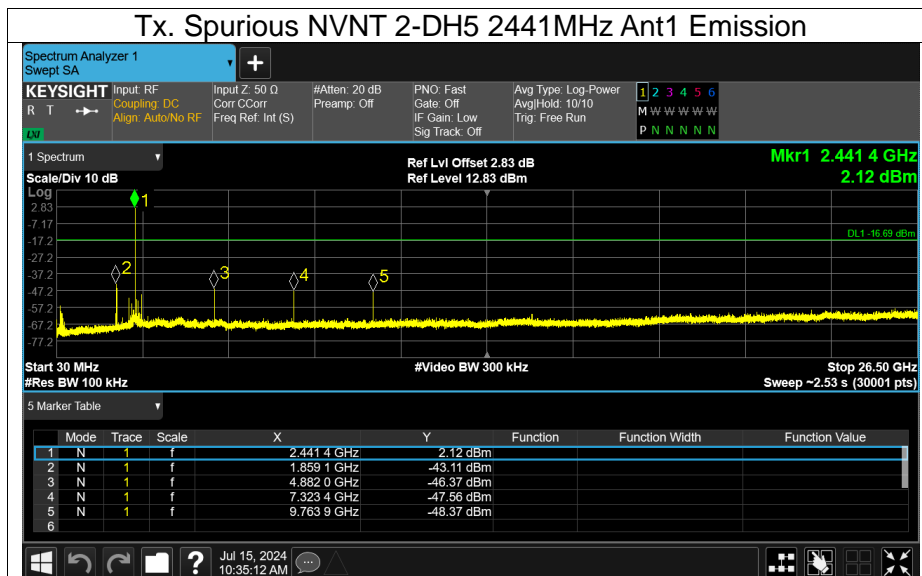 Tx. Spurious NVNT 2-DH5 2441MHz Ant1 Emission
Spectrum Analyzer 1
Swept SA
KEYSIGHT
R T
LXI
Input: RF
Coupling: DC
Align: Auto/No RF
Input Z: 50 Ω
Corr CCorr
Freq Ref: Int (S)
#Atten: 20 dB
Preamp: Off
PNO: Fast
Gate: Off
IF Gain: Low
Sig Track: Off
Avg Type: Log-Power
Avg|Hold: 10/10
Trig: Free Run
1 2 3 4 5 6
M W W W W W
P N N N N N
1 Spectrum
Scale/Div 10 dB
Ref Lvl Offset 2.83 dB
Ref Level 12.83 dBm
Mkr1 2.441 4 GHz
2.12 dBm
Log
2.83
-7.17
-17.2
-27.2
-37.2
-47.2
-57.2
-67.2
-77.2
1
2
3
4
5
DL1 -16.69 dBm
Start 30 MHz
#Res BW 100 kHz
#Video BW 300 kHz
Stop 26.50 GHz
Sweep ~2.53 s (30001 pts)
5 Marker Table
Mode Trace Scale X Y Function Function Width Function Value
1 N 1 f 2.441 4 GHz 2.12 dBm
2 N 1 f 1.859 1 GHz -43.11 dBm
3 N 1 f 4.882 0 GHz -46.37 dBm
4 N 1 f 7.323 4 GHz -47.56 dBm
5 N 1 f 9.763 9 GHz -48.37 dBm
6
Jul 15, 2024
10:35:12 AM